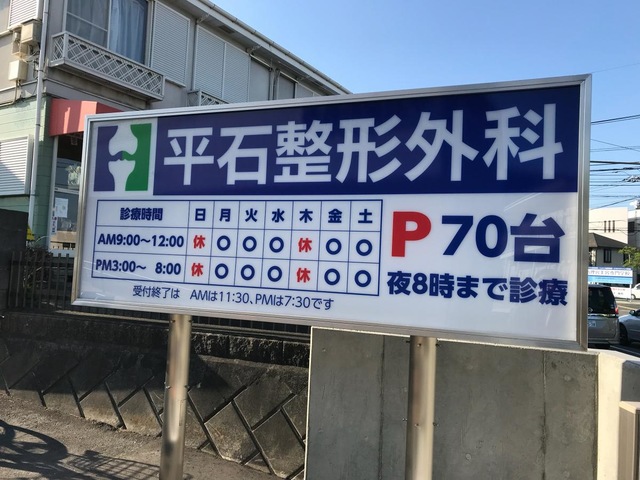 平石整形外科
診療時間 日 月 火 水 木 金 土
AM9:00〜12:00 休 ○ ○ ○ 休 ○ ○
PM3:00〜 8:00 休 ○ ○ ○ 休 ○ ○
受付終了は AMは11:30、PMは7:30です
P 70台
夜8時まで診療